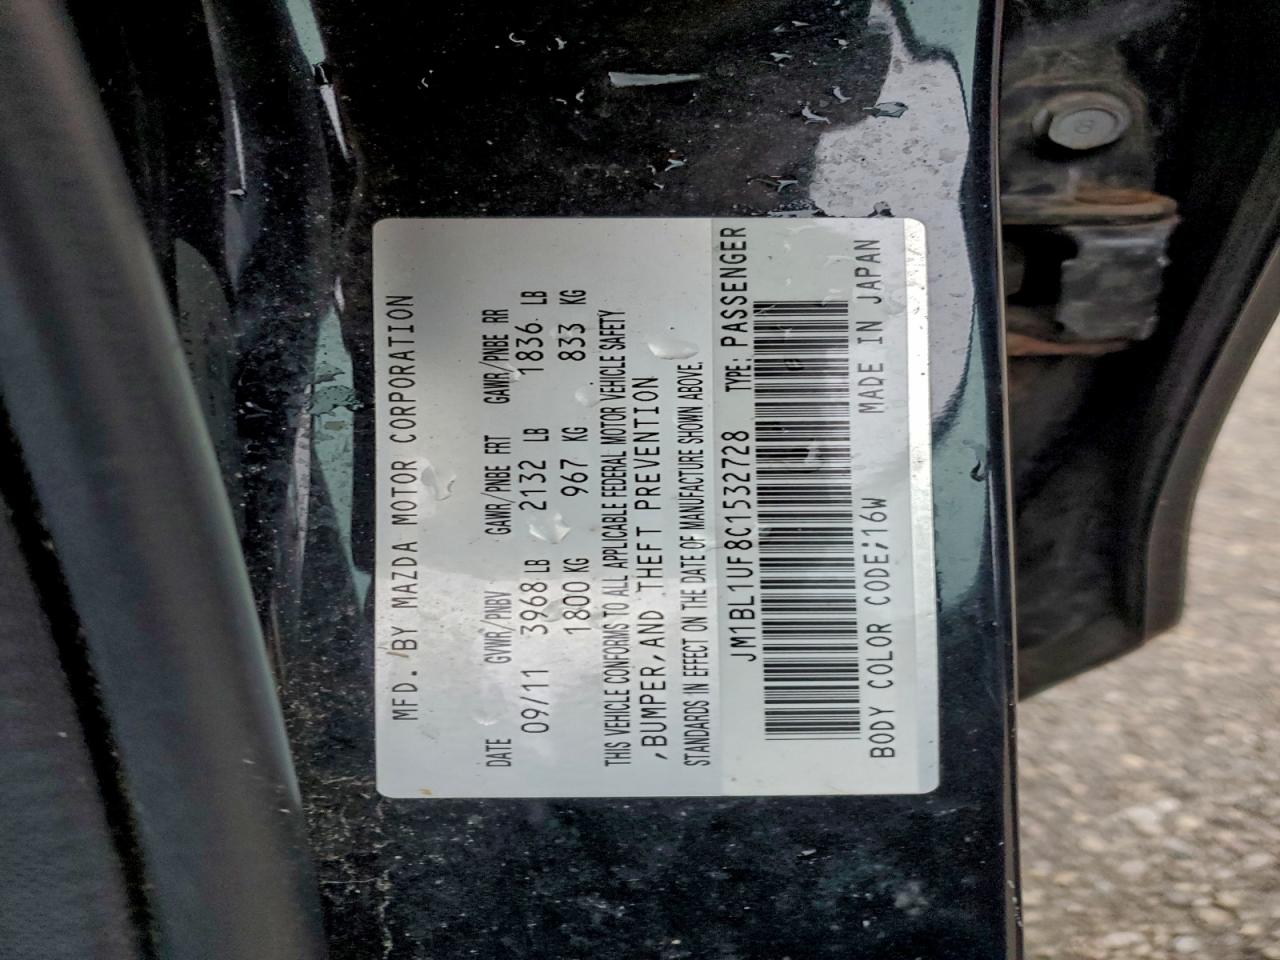 MFD. BY MAZDA MOTOR CORPORATION
DATE GVWR/PNBV GAWR/PNBE FRT GAWR/PNBE RR
09/11 3968 LB 2132 LB 1836 LB
1800 KG 967 KG 833 KG
THIS VEHICLE CONFORMS TO ALL APPLICABLE FEDERAL MOTOR VEHICLE SAFETY
,BUMPER,AND THEFT PREVENTION
STANDARDS IN EFFECT ON THE DATE OF MANUFACTURE SHOWN ABOVE.
JM1BL1UF8C1532728 TYPE: PASSENGER
BODY COLOR CODE;16W MADE IN JAPAN